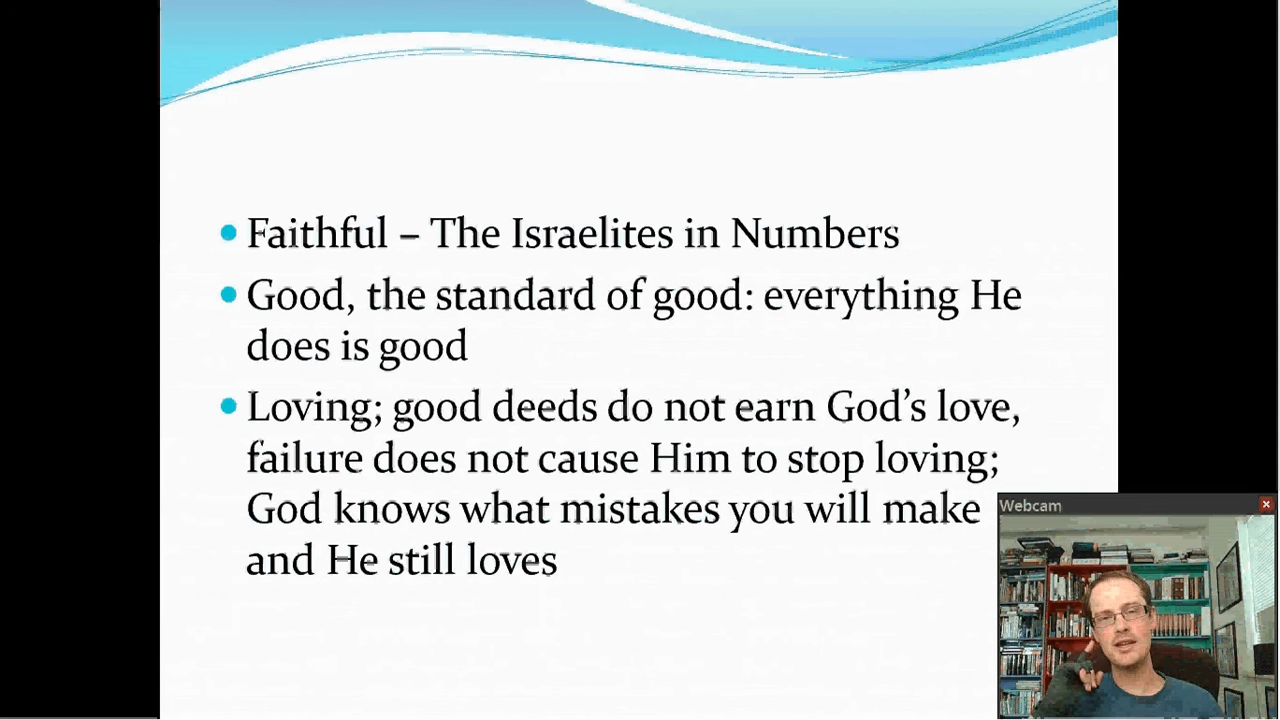 Faithful – The Israelites in Numbers
Good, the standard of good: everything He
does is good
Loving; good deeds do not earn God's love,
failure does not cause Him to stop loving;
God knows what mistakes you will make
and He still loves
Webcam